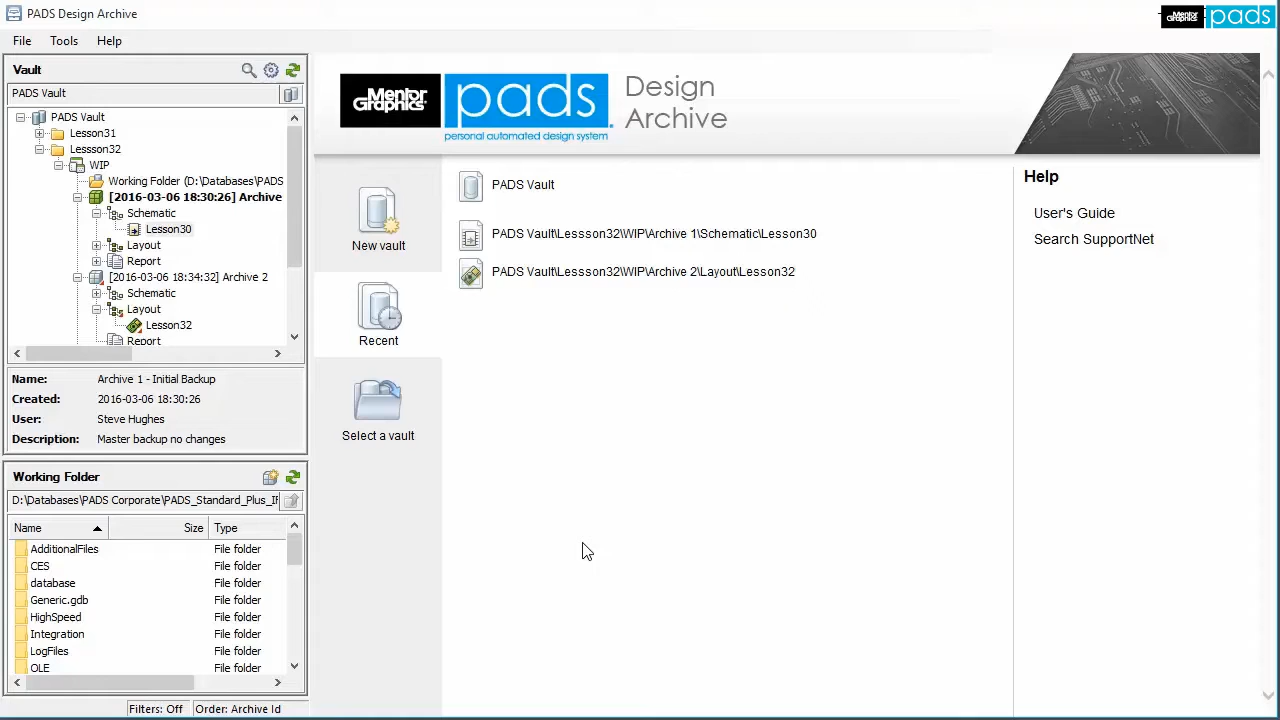 PADS Design Archive
Mentor Graphics pads
File Tools Help
Vault
PADS Vault
PADS Vault
Lesson31
Lessson32
WIP
Working Folder (D:\Databases\PADS
[2016-03-06 18:30:26] Archive
Schematic
Lesson30
Layout
Report
[2016-03-06 18:34:32] Archive 2
Schematic
Layout
Lesson32
Report
Name: Archive 1 - Initial Backup
Created: 2016-03-06 18:30:26
User: Steve Hughes
Description: Master backup no changes
Working Folder
D:\Databases\PADS Corporate\PADS_Standard_Plus_If
Name Size Type
AdditionalFiles File folder
CES File folder
database File folder
Generic.gdb File folder
HighSpeed File folder
Integration File folder
LogFiles File folder
OLE File folder
Filters: Off Order: Archive Id
Mentor Graphics pads.
personal automated design system
Design
Archive
New vault
Recent
Select a vault
PADS Vault
PADS Vault\Lessson32\WIP\Archive 1\Schematic\Lesson30
PADS Vault\Lessson32\WIP\Archive 2\Layout\Lesson32
Help
User's Guide
Search SupportNet